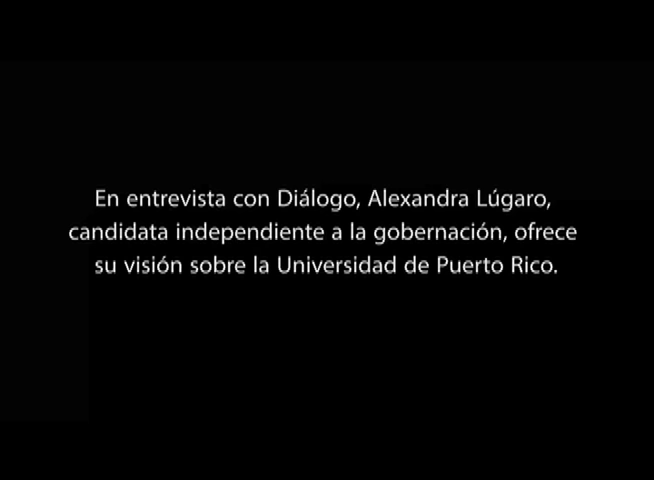 En entrevista con Diálogo, Alexandra Lúgaro,
candidata independiente a la gobernación, ofrece
su visión sobre la Universidad de Puerto Rico.